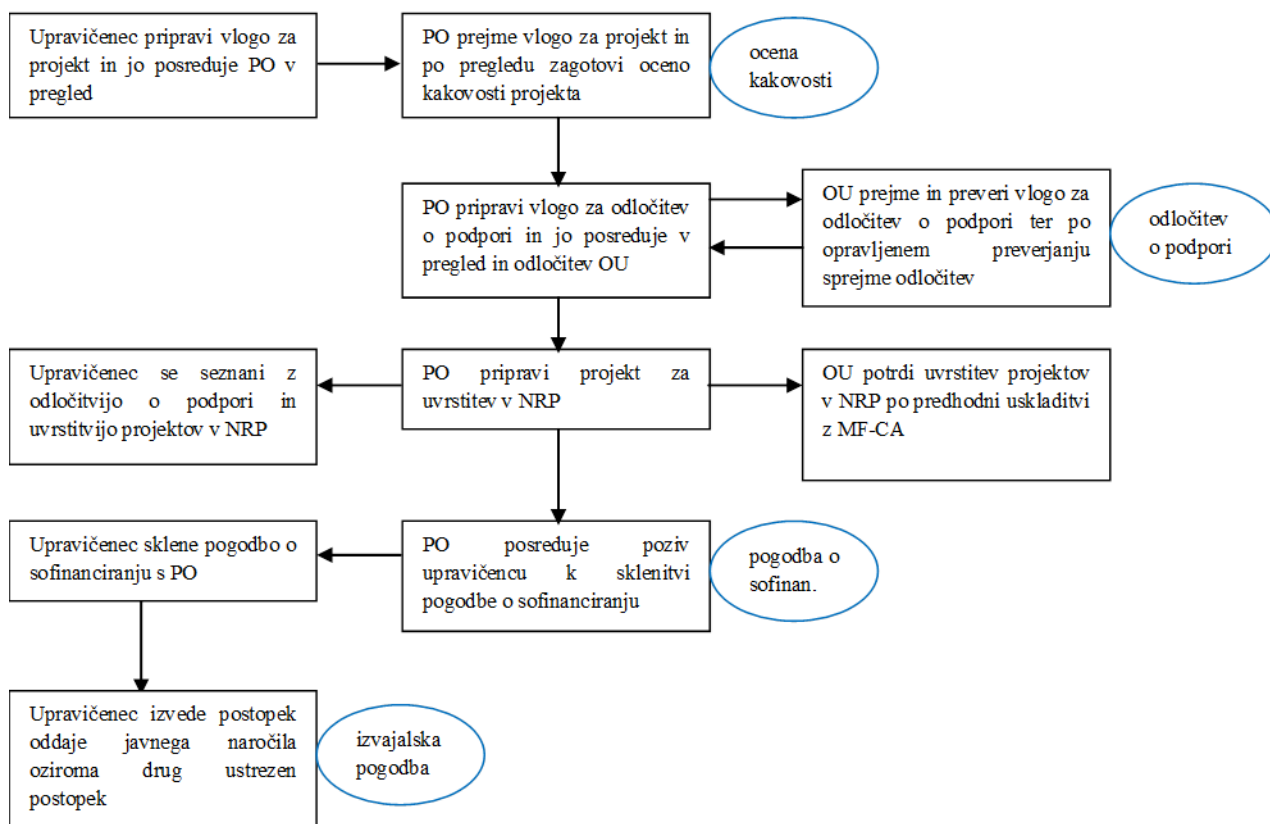 Upravičenec pripravi vlogo za
projekt in jo posreduje PO v
pregled
PO prejme vlogo za projekt in
po pregledu zagotovi oceno
kakovosti projekta
ocena
kakovosti
PO pripravi vlogo za odločitev
o podpori in jo posreduje v
pregled in odločitev OU
OU prejme in preveri vlogo za
odločitev o podpori ter po
opravljenem preverjanju
sprejme odločitev
odločitev
o podpori
Upravičenec se seznani z
odločitvijo o podpori in
uvrstitvijo projektov v NRP
PO pripravi projekt za
uvrstitev v NRP
OU potrdi uvrstitev projektov
v NRP po predhodni uskladitvi
z MF-CA
Upravičenec sklene pogodbo o
sofinanciranju s PO
PO posreduje poziv
upravičencu k sklenitvi
pogodbe o sofinanciranju
pogodba o
sofinan.
Upravičenec izvede postopek
oddaje javnega naročila
oziroma drug ustrezen
postopek
izvajalska
pogodba